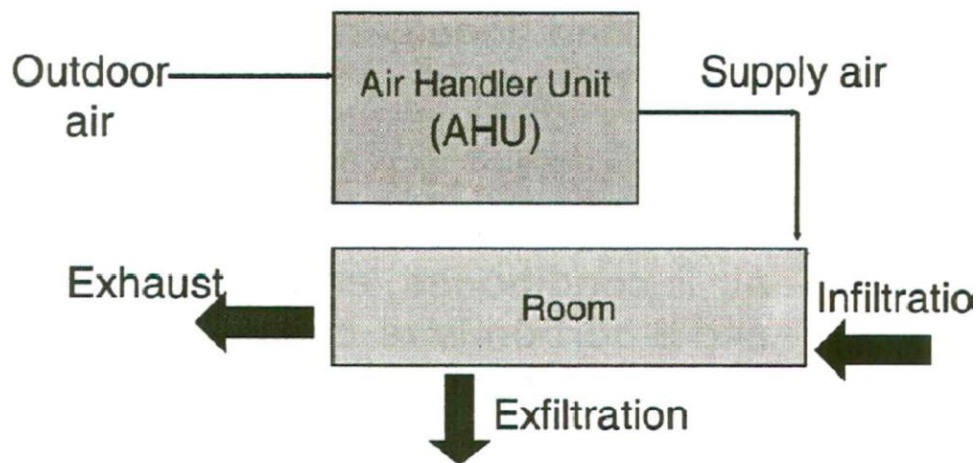 Outdoor
air
Air Handler Unit
(AHU)
Supply air
Exhaust
Room
Infiltratio
Exfiltration